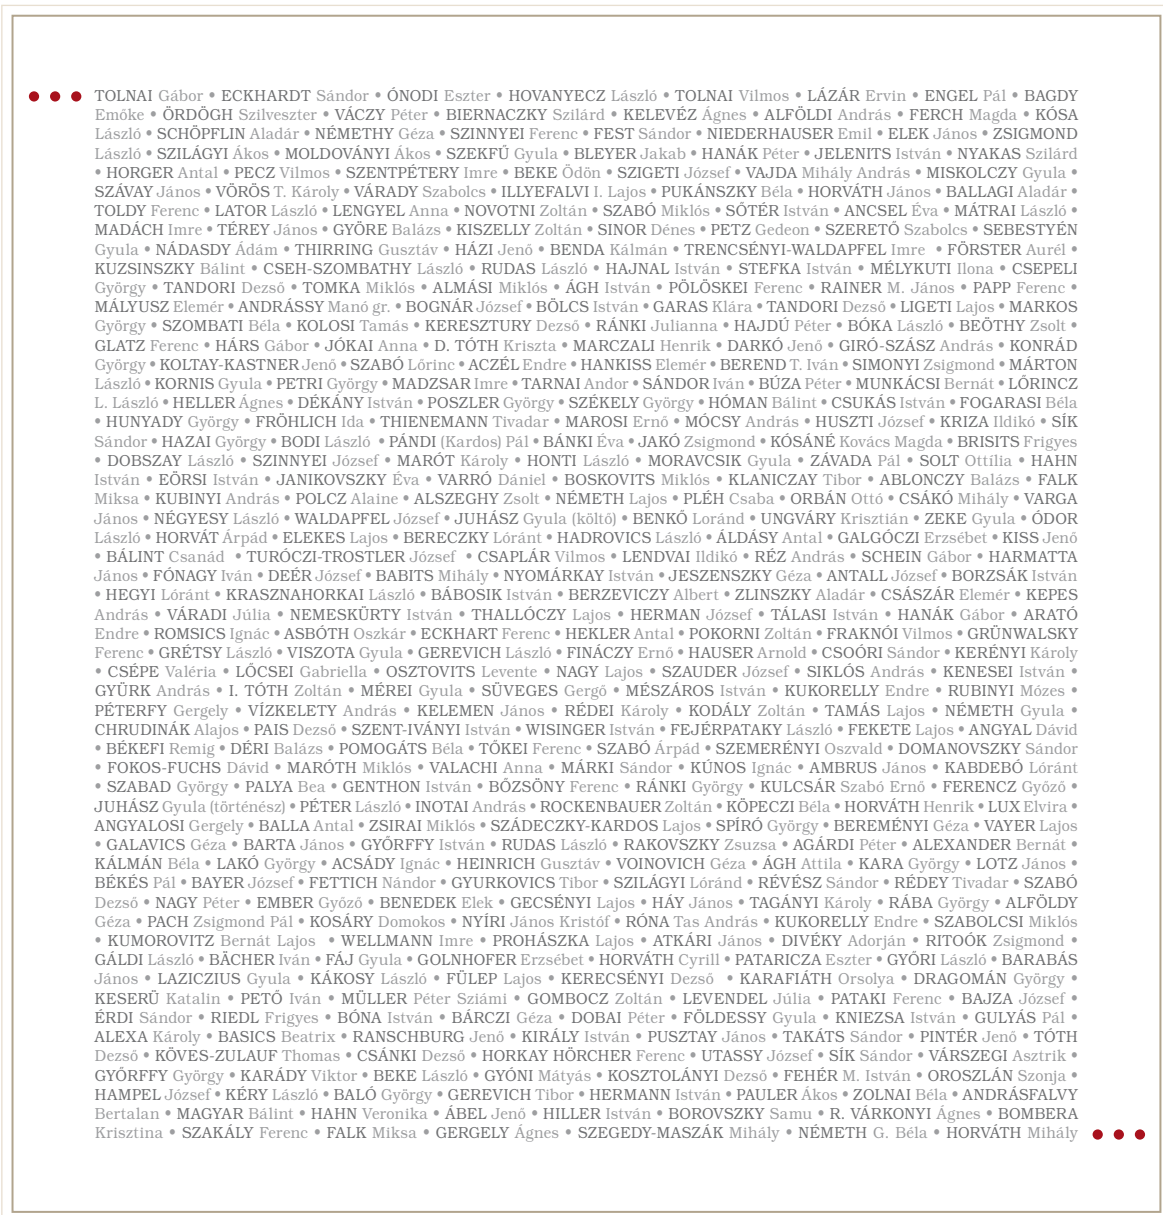 ••• TOLNAI Gábor • ECKHARDT Sándor • ÓNODI Eszter • HOVANYECZ László • TOLNAI Vilmos • LÁZÁR Ervin • ENGEL Pál • BAGDY
Emőke • ÖRDÖGH Szilveszter • VÁCZY Péter • BIERNACZKY Szilárd • KELEVÉZ Ágnes • ALFÖLDI András • FERCH Magda • KÓSA
László • SCHÖPFLIN Aladár • NÉMETHY Géza • SZINNYEI Ferenc • FEST Sándor • NIEDERHAUSER Emil • ELEK János • ZSIGMOND
László • SZILÁGYI Ákos • MOLDOVÁNYI Ákos • SZEKFŰ Gyula • BLEYER Jakab • HANÁK Péter • JELENITS István • NYAKAS Szilárd
• HORGER Antal • PECZ Vilmos • SZENTPÉTERY Imre • BEKE Ödön • SZIGETI József • VAJDA Mihály András • MISKOLCZY Gyula •
SZÁVAY János • VÖRÖS T. Károly • VÁRADY Szabolcs • ILLYEFALVI I. Lajos • PUKÁNSZKY Béla • HORVÁTH János • BALLAGI Aladár •
TOLDY Ferenc • LATOR László • LENGYEL Anna • NOVOTNI Zoltán • SZABÓ Miklós • SŐTÉR István • ANCSEL Éva • MÁTRAI László •
MADÁCH Imre • TÉREY János • GYÖRE Balázs • KISZELLY Zoltán • SINOR Dénes • PETZ Gedeon • SZERETŐ Szabolcs • SEBESTYÉN
Gyula • NÁDASDY Ádám • THIRRING Gusztáv • HÁZI Jenő • BENDA Kálmán • TRENCSÉNYI-WALDAPFEL Imre • FÖRSTER Aurél •
KUZSINSZKY Bálint • CSEH-SZOMBATHY László • RUDAS László • HAJNAL István • STEFKA István • MÉLYKUTI Ilona • CSEPELI
György • TANDORI Dezső • TOMKA Miklós • ALMÁSI Miklós • ÁGH István • PÖLÖSKEI Ferenc • RAINER M. János • PAPP Ferenc •
MÁLYUSZ Elemér • ANDRÁSSY Manó gr. • BOGNÁR József • BÖLCS István • GARAS Klára • TANDORI Dezső • LIGETI Lajos • MARKOS
György • SZOMBATI Béla • KOLOSI Tamás • KERESZTURY Dezső • RÁNKI Julianna • HAJDÚ Péter • BÓKA László • BEÖTHY Zsolt •
GLATZ Ferenc • HÁRS Gábor • JÓKAI Anna • D. TÓTH Kriszta • MARCZALI Henrik • DARKÓ Jenő • GIRÓ-SZÁSZ András • KONRÁD
György • KOLTAY-KASTNER Jenő • SZABÓ Lőrinc • ACZÉL Endre • HANKISS Elemér • BEREND T. Iván • SIMONYI Zsigmond • MÁRTON
László • KORNIS Gyula • PETRI György • MADZSAR Imre • TARNAI Andor • SÁNDOR Iván • BÚZA Péter • MUNKÁCSI Bernát • LŐRINCZ
L. László • HELLER Ágnes • DÉKÁNY István • POSZLER György • SZÉKELY György • HÓMAN Bálint • CSUKÁS István • FOGARASI Béla
• HUNYADY György • FRÖHLICH Ida • THIENEMANN Tivadar • MAROSI Ernő • MÓCSY András • HUSZTI József • KRIZA Ildikó • SÍK
Sándor • HAZAI György • BODI László • PÁNDI (Kardos) Pál • BÁNKI Éva • JAKÓ Zsigmond • KÓSÁNÉ Kovács Magda • BRISITS Frigyes
• DOBSZAY László • SZINNYEI József • MARÓT Károly • HONTI László • MORAVCSIK Gyula • ZÁVADA Pál • SOLT Ottília • HAHN
István • EÖRSI István • JANIKOVSZKY Éva • VARRÓ Dániel • BOSKOVITS Miklós • KLANICZAY Tibor • ABLONCZY Balázs • FALK
Miksa • KUBINYI András • POLCZ Alaine • ALSZEGHY Zsolt • NÉMETH Lajos • PLÉH Csaba • ORBÁN Ottó • CSÁKÓ Mihály • VARGA
János • NÉGYESY László • WALDAPFEL József • JUHÁSZ Gyula (költő) • BENKŐ Loránd • UNGVÁRY Krisztián • ZEKE Gyula • ÓDOR
László • HORVÁT Árpád • ELEKES Lajos • BERECZKY Lóránt • HADROVICS László • ÁLDÁSY Antal • GALGÓCZI Erzsébet • KISS Jenő
• BÁLINT Csanád • TURÓCZI-TROSTLER József • CSAPLÁR Vilmos • LENDVAI Ildikó • RÉZ András • SCHEIN Gábor • HARMATTA
János • FÓNAGY Iván • DEÉR József • BABITS Mihály • NYOMÁRKAY István • JESZENSZKY Géza • ANTALL József • BORZSÁK István
• HEGYI Lóránt • KRASZNAHORKAI László • BÁBOSIK István • BERZEVICZY Albert • ZLINSZKY Aladár • CSÁSZÁR Elemér • KEPES
András • VÁRADI Júlia • NEMESKÜRTY István • THALLÓCZY Lajos • HERMAN József • TÁLASI István • HANÁK Gábor • ARATÓ
Endre • ROMSICS Ignác • ASBÓTH Oszkár • ECKHART Ferenc • HEKLER Antal • POKORNI Zoltán • FRAKNÓI Vilmos • GRÜNWALSKY
Ferenc • GRÉTSY László • VISZOTA Gyula • GEREVICH László • FINÁCZY Ernő • HAUSER Arnold • CSOÓRI Sándor • KERÉNYI Károly
• CSÉPE Valéria • LŐCSEI Gabriella • OSZTOVITS Levente • NAGY Lajos • SZAUDER József • SIKLÓS András • KENESEI István •
GYÜRK András • I. TÓTH Zoltán • MÉREI Gyula • SÜVEGES Gergő • MÉSZÁROS István • KUKORELLY Endre • RUBINYI Mózes •
PÉTERFY Gergely • VÍZKELETY András • KELEMEN János • RÉDEI Károly • KODÁLY Zoltán • TAMÁS Lajos • NÉMETH Gyula •
CHRUDINÁK Alajos • PAIS Dezső • SZENT-IVÁNYI István • WISINGER István • FEJÉRPATAKY László • FEKETE Lajos • ANGYAL Dávid
• BÉKEFI Remig • DÉRI Balázs • POMOGÁTS Béla • TŐKEI Ferenc • SZABÓ Árpád • SZEMERÉNYI Oszvald • DOMANOVSZKY Sándor
• FOKOS-FUCHS Dávid • MARÓTH Miklós • VALACHI Anna • MÁRKI Sándor • KÚNOS Ignác • AMBRUS János • KABDEBÓ Lóránt
• SZABAD György • PALYA Bea • GENTHON István • BŐZSÖNY Ferenc • RÁNKI György • KULCSÁR Szabó Ernő • FERENCZ Győző •
JUHÁSZ Gyula (történész) • PÉTER László • INOTAI András • ROCKENBAUER Zoltán • KÖPECZI Béla • HORVÁTH Henrik • LUX Elvira •
ANGYALOSI Gergely • BALLA Antal • ZSIRAI Miklós • SZÁDECZKY-KARDOS Lajos • SPÍRÓ György • BEREMÉNYI Géza • VAYER Lajos
• GALAVICS Géza • BARTA János • GYŐRFFY István • RUDAS László • RAKOVSZKY Zsuzsa • AGÁRDI Péter • ALEXANDER Bernát •
KÁLMÁN Béla • LAKÓ György • ACSÁDY Ignác • HEINRICH Gusztáv • VOINOVICH Géza • ÁGH Attila • KARA György • LOTZ János •
BÉKÉS Pál • BAYER József • FETTICH Nándor • GYURKOVICS Tibor • SZILÁGYI Lóránd • RÉVÉSZ Sándor • RÉDEY Tivadar • SZABÓ
Dezső • NAGY Péter • EMBER Győző • BENEDEK Elek • GECSÉNYI Lajos • HÁY János • TAGÁNYI Károly • RÁBA György • ALFÖLDY
Géza • PACH Zsigmond Pál • KOSÁRY Domokos • NYÍRI János Kristóf • RÓNA Tas András • KUKORELLY Endre • SZABOLCSI Miklós
• KUMOROVITZ Bernát Lajos • WELLMANN Imre • PROHÁSZKA Lajos • ATKÁRI János • DIVÉKY Adorján • RITOÓK Zsigmond •
GÁLDI László • BÄCHER Iván • FÁJ Gyula • GOLNHOFER Erzsébet • HORVÁTH Cyrill • PATARICZA Eszter • GYŐRI László • BARABÁS
János • LAZICZIUS Gyula • KÁKOSY László • FÜLEP Lajos • KERECSÉNYI Dezső • KARAFIÁTH Orsolya • DRAGOMÁN György •
KESERÜ Katalin • PETŐ Iván • MÜLLER Péter Sziámi • GOMBOCZ Zoltán • LEVENDEL Júlia • PATAKI Ferenc • BAJZA József •
ÉRDI Sándor • RIEDL Frigyes • BÓNA István • BÁRCZI Géza • DOBAI Péter • FÖLDESSY Gyula • KNIEZSA István • GULYÁS Pál •
ALEXA Károly • BASICS Beatrix • RANSCHBURG Jenő • KIRÁLY István • PUSZTAY János • TAKÁTS Sándor • PINTÉR Jenő • TÓTH
Dezső • KÖVES-ZULAUF Thomas • CSÁNKI Dezső • HORKAY HÖRCHER Ferenc • UTASSY József • SÍK Sándor • VÁRSZEGI Asztrik •
GYŐRFFY György • KARÁDY Viktor • BEKE László • GYÓNI Mátyás • KOSZTOLÁNYI Dezső • FEHÉR M. István • OROSZLÁN Szonja •
HAMPEL József • KÉRY László • BALÓ György • GEREVICH Tibor • HERMANN István • PAULER Ákos • ZOLNAI Béla • ANDRÁSFALVY
Bertalan • MAGYAR Bálint • HAHN Veronika • ÁBEL Jenő • HILLER István • BOROVSZKY Samu • R. VÁRKONYI Ágnes • BOMBERA
Krisztina • SZAKÁLY Ferenc • FALK Miksa • GERGELY Ágnes • SZEGEDY-MASZÁK Mihály • NÉMETH G. Béla • HORVÁTH Mihály •••